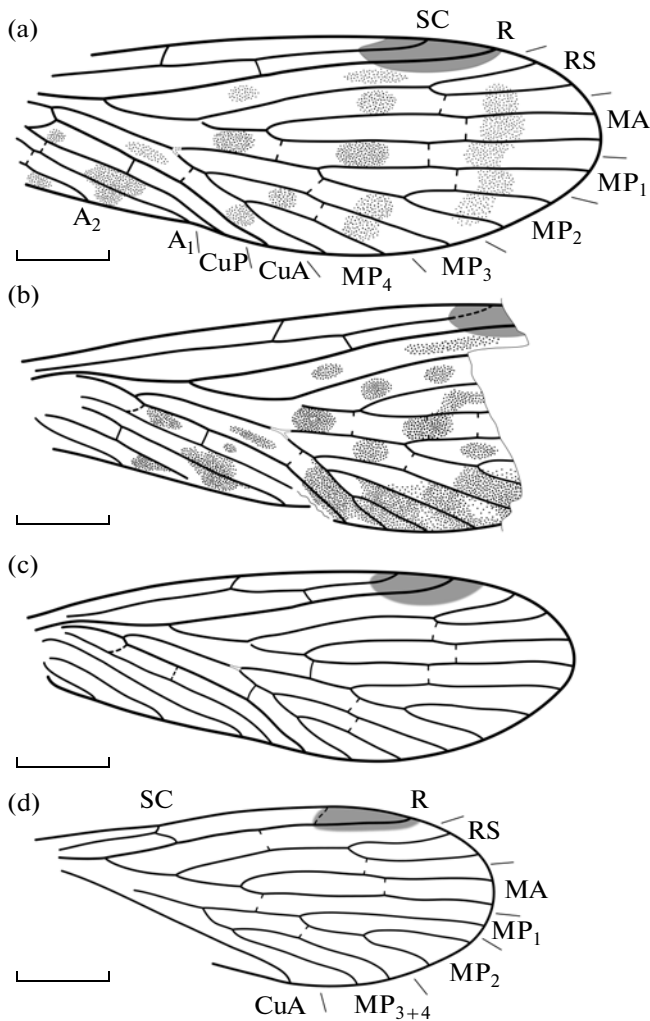 (a)
SC
R
RS
MA
MP1
MP2
MP3
MP4
CuA
CuP
A1
A2
(b)
(c)
(d)
SC
R
RS
MA
MP1
MP2
MP3+4
CuA